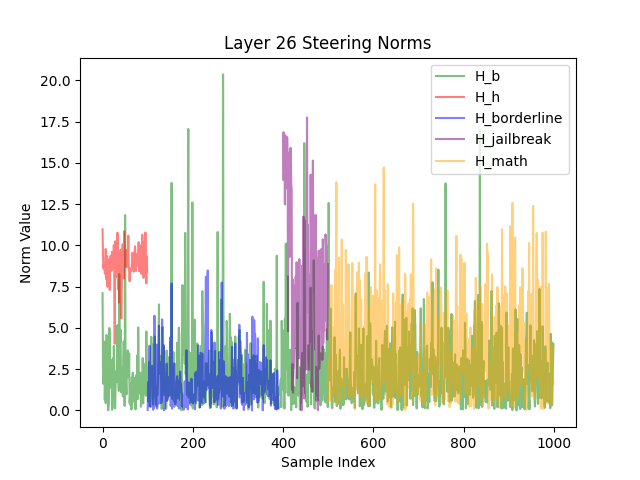 Layer 26 Steering Norms
Norm Value
20.0
17.5
15.0
12.5
10.0
7.5
5.0
2.5
0.0
H_b
H_h
H_borderline
H_jailbreak
H_math
0
200
400
600
800
1000
Sample Index